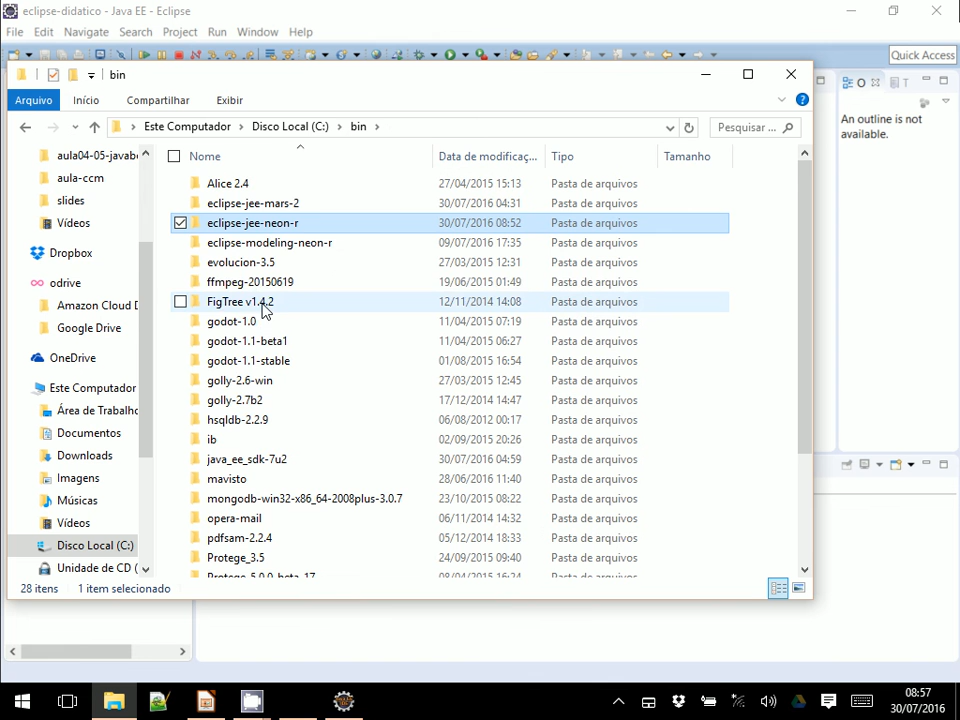 eclipse-didatico - Java EE - Eclipse
File Edit Navigate Search Project Run Window Help
Quick Access
bin
Arquivo Início Compartilhar Exibir
Este Computador Disco Local (C:) bin
Pesquisar ...
O T
An outline is not
available.
Nome Data de modificaç... Tipo Tamanho
aula04-05-javab
aula-ccm
slides
Vídeos
Dropbox
odrive
Amazon Cloud D
Google Drive
OneDrive
Este Computador
Área de Trabalho
Documentos
Downloads
Imagens
Músicas
Vídeos
Disco Local (C:)
Unidade de CD (
Alice 2.4 27/04/2015 15:13 Pasta de arquivos
eclipse-jee-mars-2 30/07/2016 04:31 Pasta de arquivos
eclipse-jee-neon-r 30/07/2016 08:52 Pasta de arquivos
eclipse-modeling-neon-r 09/07/2016 17:35 Pasta de arquivos
evolucion-3.5 27/03/2015 12:31 Pasta de arquivos
ffmpeg-20150619 19/06/2015 01:49 Pasta de arquivos
FigTree v1.4.2 12/11/2014 14:08 Pasta de arquivos
godot-1.0 11/04/2015 07:19 Pasta de arquivos
godot-1.1-beta1 11/04/2015 06:27 Pasta de arquivos
godot-1.1-stable 01/08/2015 16:54 Pasta de arquivos
golly-2.6-win 27/03/2015 12:45 Pasta de arquivos
golly-2.7b2 17/12/2014 14:47 Pasta de arquivos
hsqldb-2.2.9 06/08/2012 00:17 Pasta de arquivos
ib 02/09/2015 20:26 Pasta de arquivos
java_ee_sdk-7u2 30/07/2016 04:59 Pasta de arquivos
mavisto 28/06/2016 11:40 Pasta de arquivos
mongodb-win32-x86_64-2008plus-3.0.7 23/10/2015 08:22 Pasta de arquivos
opera-mail 06/11/2014 14:32 Pasta de arquivos
pdfsam-2.2.4 05/12/2014 18:33 Pasta de arquivos
Protege_3.5 24/09/2015 09:40 Pasta de arquivos
Protege_5.0.0_beta_17 08/04/2015 16:24 Pasta de arquivos
28 itens 1 item selecionado
08:57
30/07/2016